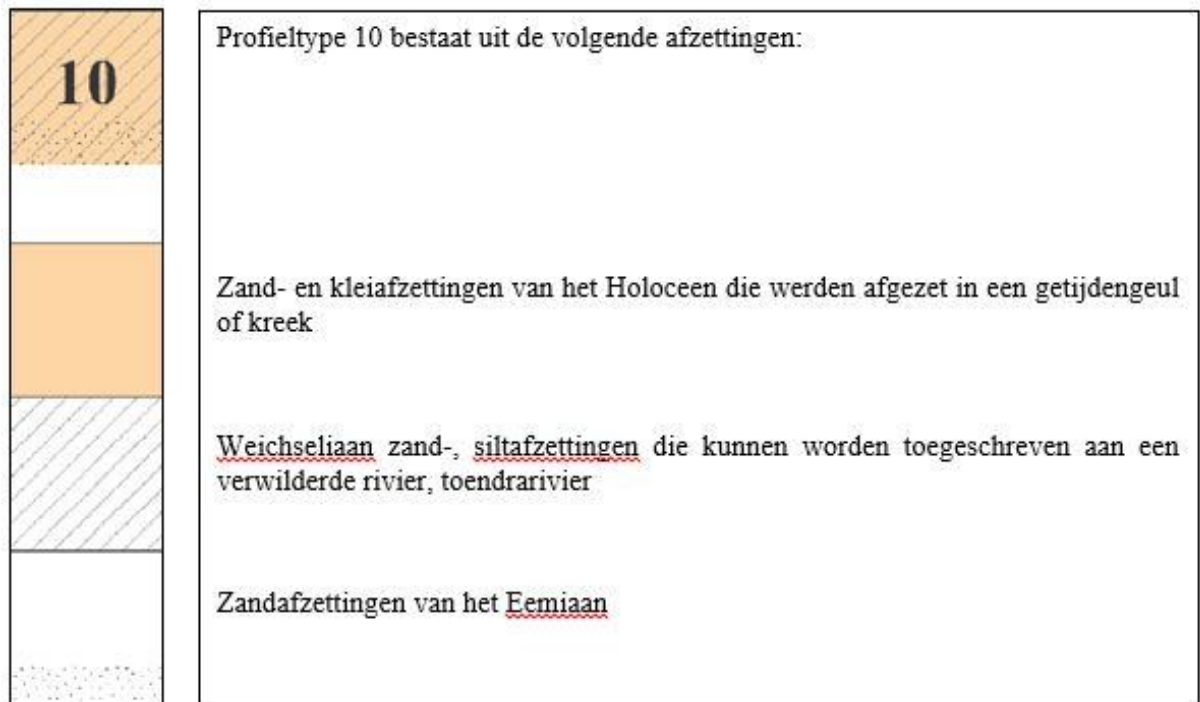 10
Profieltype 10 bestaat uit de volgende afzettingen:
Zand- en kleiafzettingen van het Holoceen die werden afgezet in een getijdengeul
of kreek
Weichseliaan zand-, siltafzettingen die kunnen worden toegeschreven aan een
verwilderde rivier, toendrarivier
Zandafzettingen van het Eemiaan